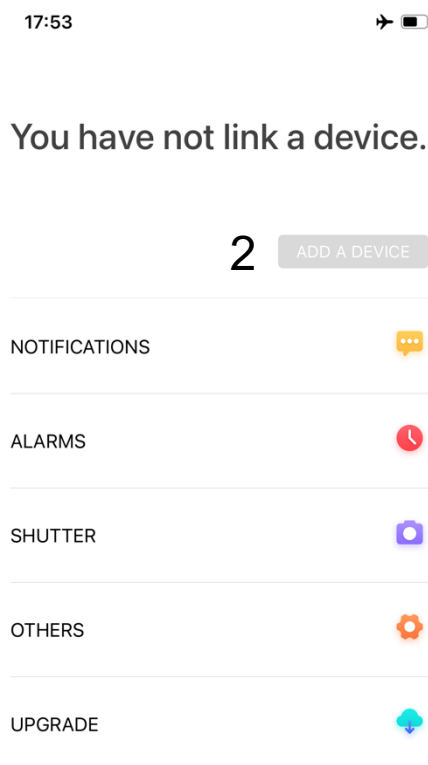 17:53
You have not link a device.
2
ADD A DEVICE
NOTIFICATIONS
ALARMS
SHUTTER
OTHERS
UPGRADE